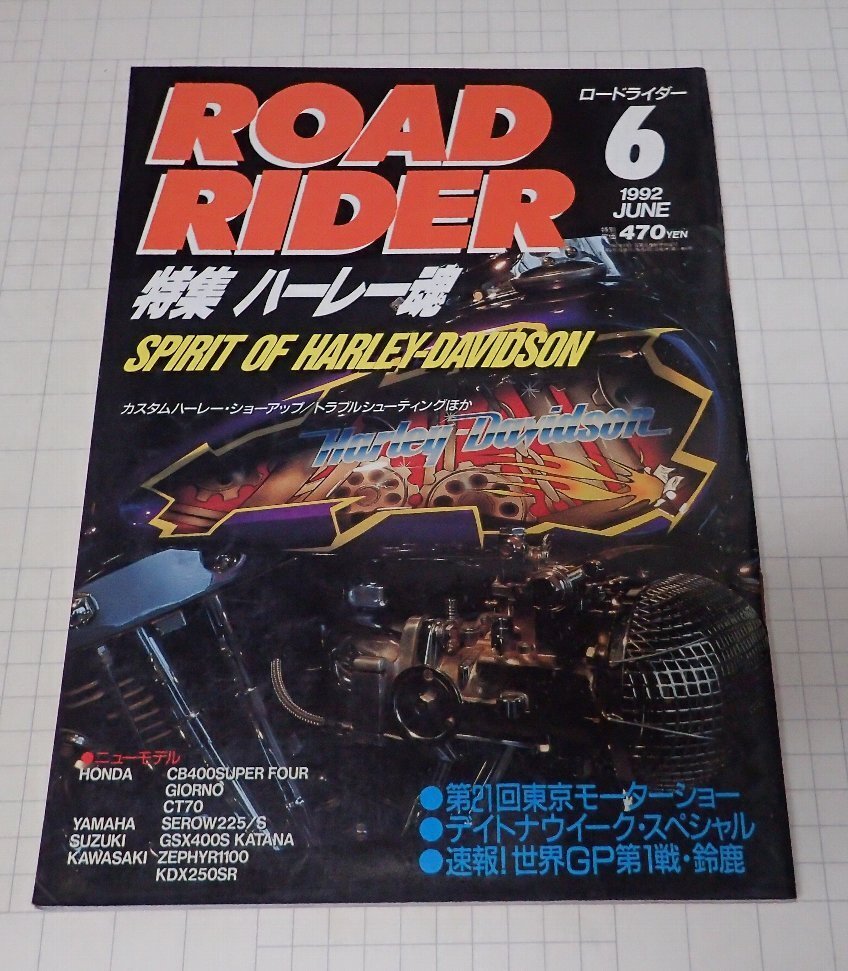 ROAD
RIDER
ロードライダー
6
1992
JUNE
特別定価 470YEN
特集 ハーレー魂
SPIRIT OF HARLEY-DAVIDSON
カスタムハーレー・ショーアップ/トラブルシューティングほか
Harley Davidson
●ニューモデル
HONDA CB400SUPER FOUR
GIORNO
CT70
YAMAHA SEROW225/S
SUZUKI GSX400S KATANA
KAWASAKI ZEPHYR1100
KDX250SR
●第21回東京モーターショー
●デイトナウイーク・スペシャル
●速報!世界GP第1戦・鈴鹿